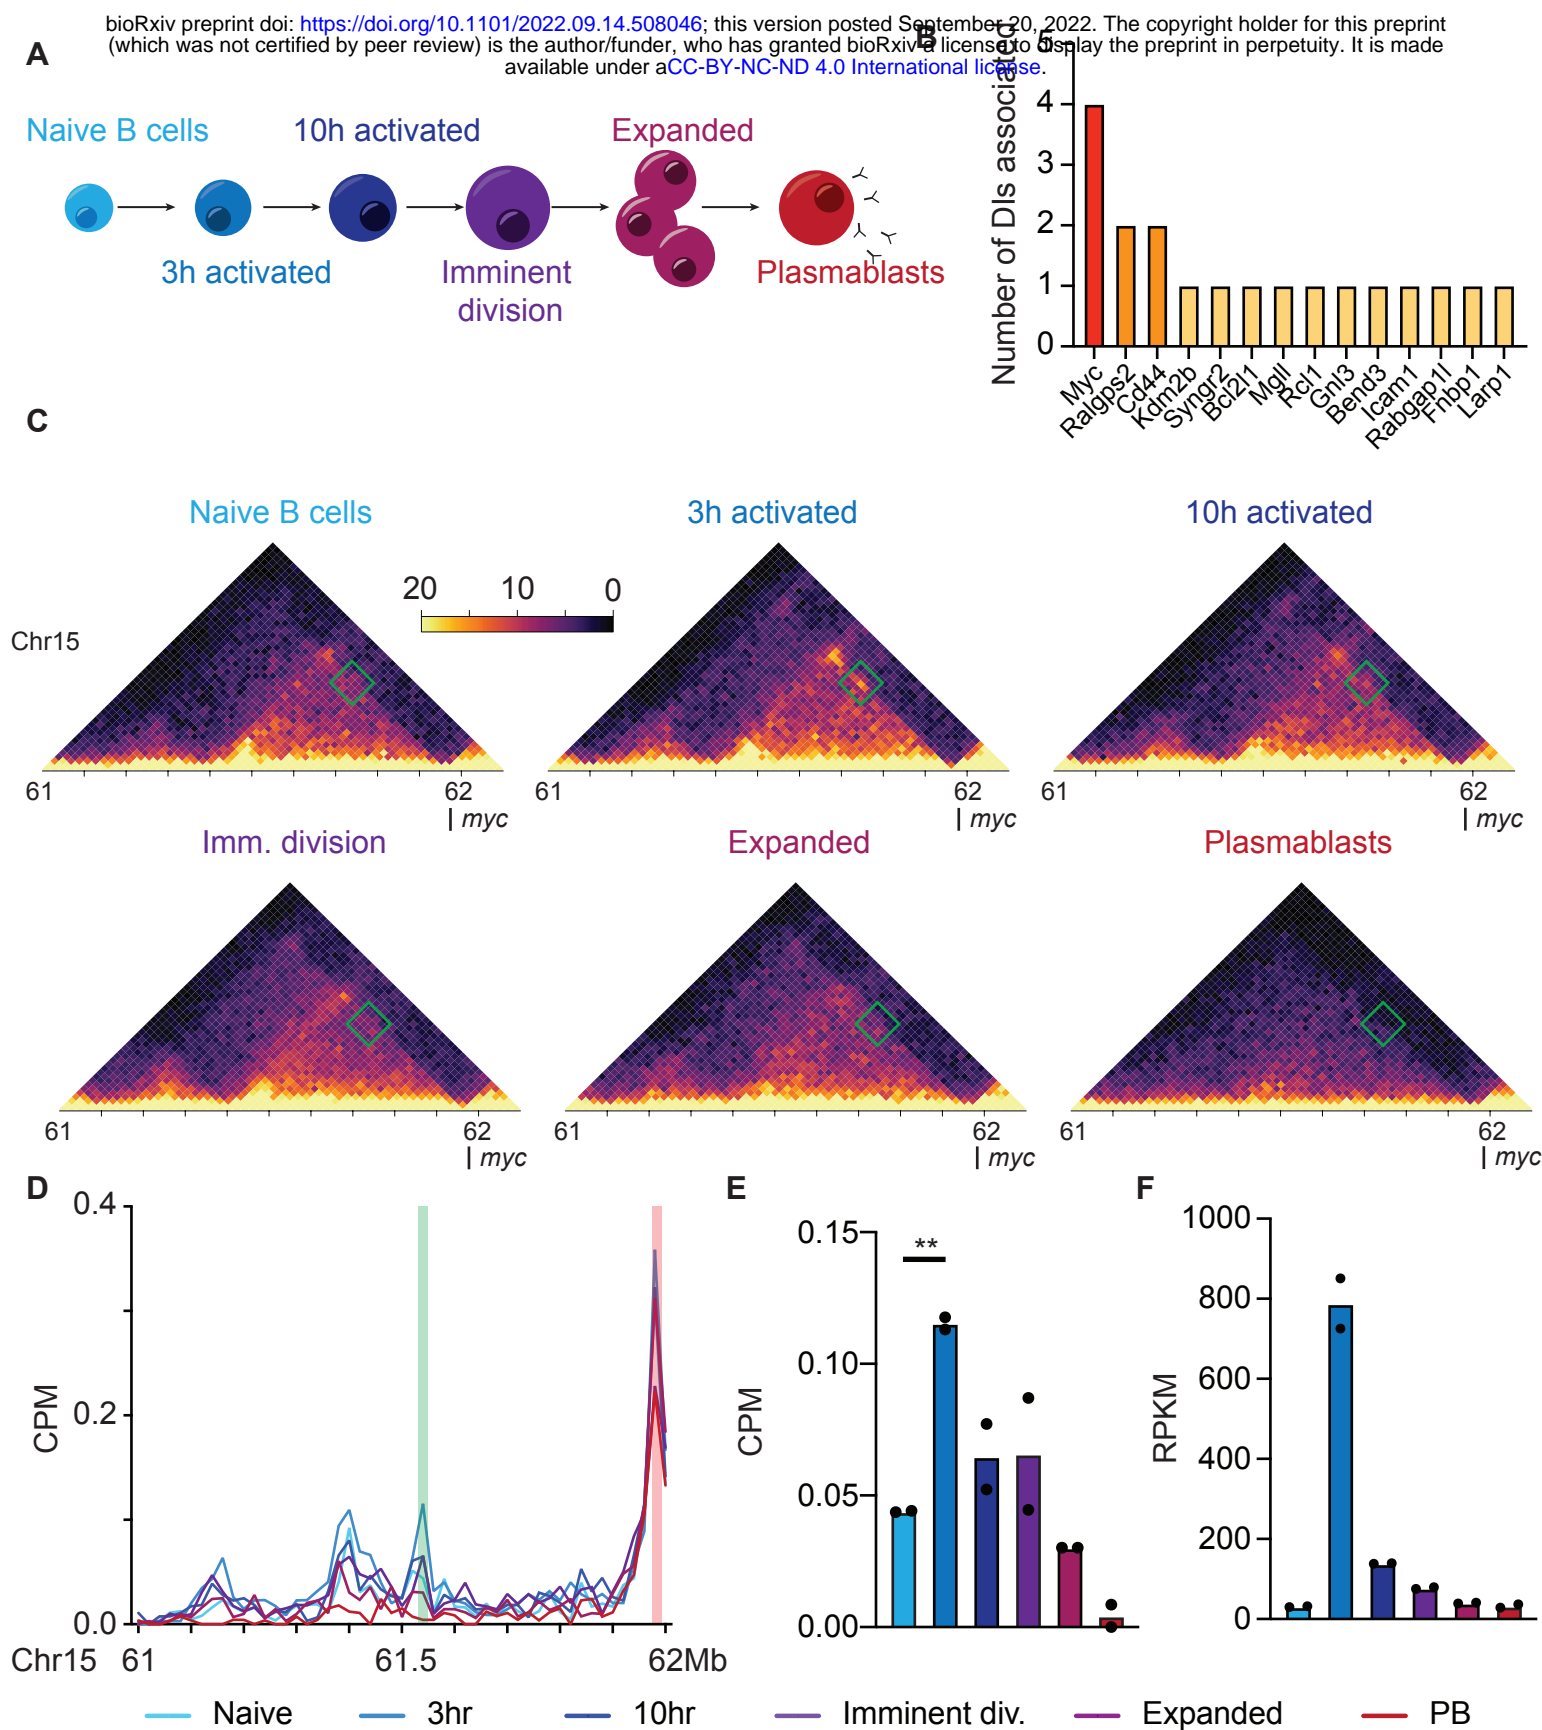 bioRxiv preprint doi: https://doi.org/10.1101/2022.09.14.508046; this version posted September 20, 2022. The copyright holder for this preprint
(which was not certified by peer review) is the author/funder, who has granted bioRxiv a license to display the preprint in perpetuity. It is made
available under aCC-BY-NC-ND 4.0 International license.
A
Naive B cells
10h activated
Expanded
3h activated
Imminent
division
Plasmablasts
B
Number of DIs associated
5
4
3
2
1
0
Myc
Ralgps2
Cd44
Kdm2b
Syngr2
Bcl2l1
Mgll
Rcl1
Gnl3
Bend3
Icam1
Rabgap1l
Fnbp1
Larp1
C
Naive B cells
3h activated
10h activated
20 10 0
Chr15
61 62
| myc
61 62
| myc
61 62
| myc
Imm. division
Expanded
Plasmablasts
61 62
| myc
61 62
| myc
61 62
| myc
D
CPM
0.4
0.2
0.0
Chr15 61 61.5 62Mb
E
CPM
0.15
0.10
0.05
0.00
**
F
RPKM
1000
800
600
400
200
0
Naive 3hr 10hr Imminent div. Expanded PB